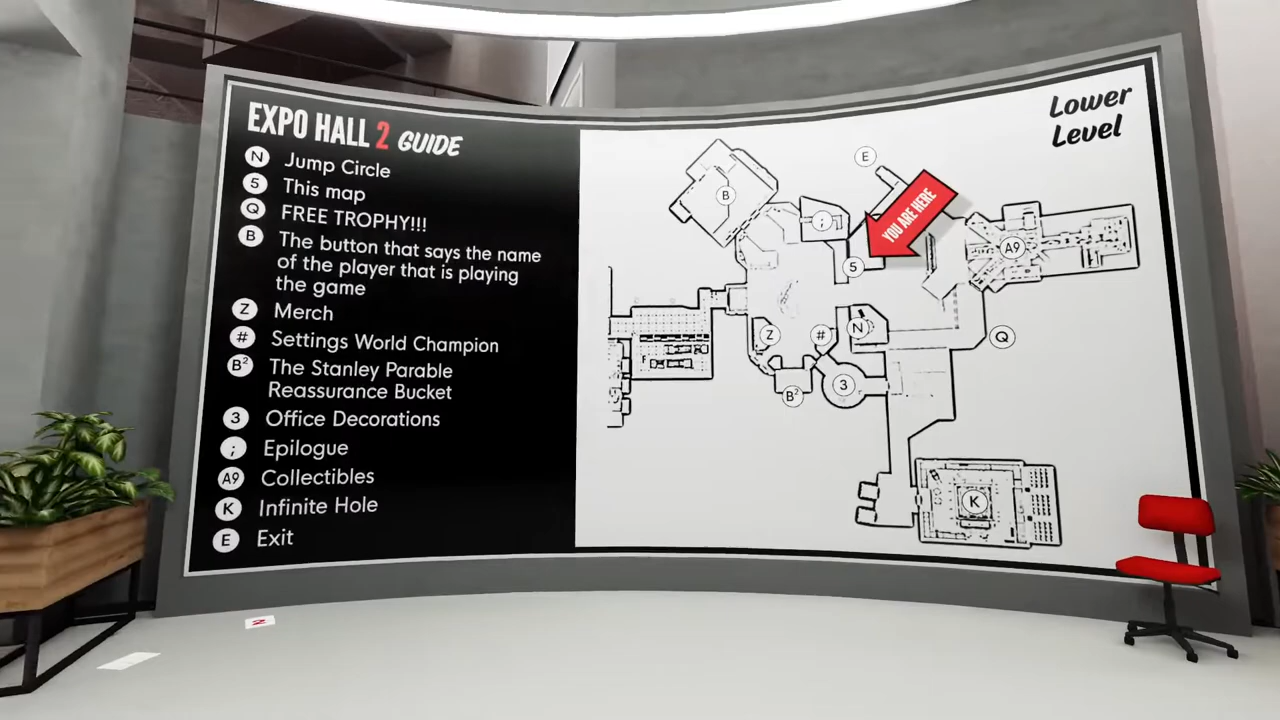 EXPO HALL 2 GUIDE
N Jump Circle
5 This map
Q FREE TROPHY!!!
B The button that says the name
of the player that is playing
the game
Z Merch
# Settings World Champion
B² The Stanley Parable
Reassurance Bucket
3 Office Decorations
; Epilogue
A9 Collectibles
K Infinite Hole
E Exit
Lower
Level
E
B
;
YOU ARE HERE
A9
5
Z
#
N
Q
3
B²
K
2